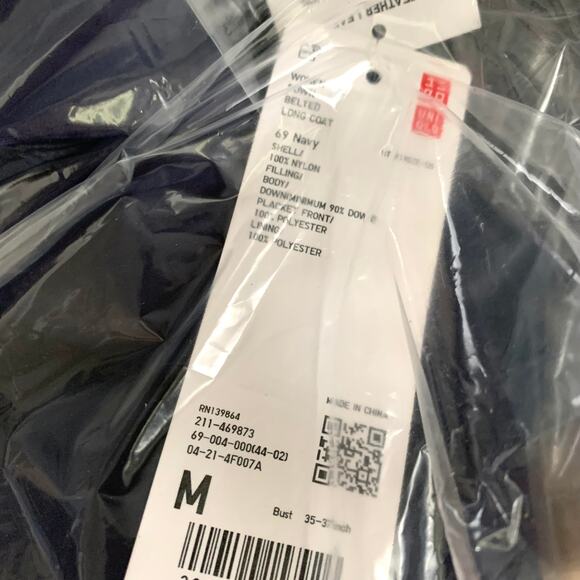 WOMEN
DOWN
BELTED
LONG COAT
69 Navy
SHELL/
100% NYLON
FILLING/
BODY/
DOWN(MINIMUM 90% DOWN
PLACKET FRONT/
100% POLYESTER
LINING/
100% POLYESTER
UNI
QLO
RN139864
211-469873
69-004-000(44-02)
04-21-4F007A
MADE IN CHINA
M
Bust 35-37inch